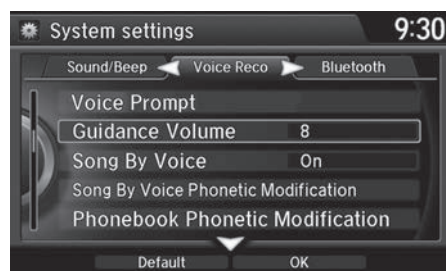 System settings 9:30
Sound/Beep Voice Reco Bluetooth
Voice Prompt
Guidance Volume 8
Song By Voice On
Song By Voice Phonetic Modification
Phonebook Phonetic Modification
Default OK